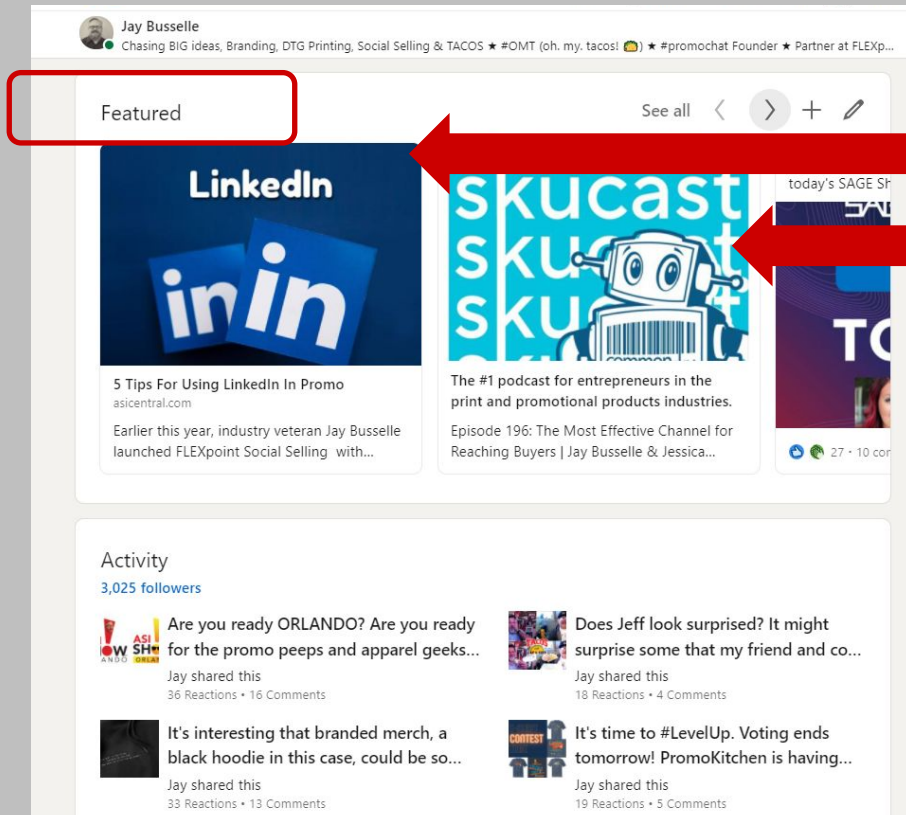 Jay Busselle
Chasing BIG ideas, Branding, DTG Printing, Social Selling & TACOS ★ #OMT (oh. my. tacos! 🌮) ★ #promochat Founder ★ Partner at FLEXp...
Featured
See all
LinkedIn
in in
5 Tips For Using LinkedIn In Promo
asicentral.com
Earlier this year, industry veteran Jay Busselle
launched FLEXpoint Social Selling with...
skucast
common
The #1 podcast for entrepreneurs in the
print and promotional products industries.
Episode 196: The Most Effective Channel for
Reaching Buyers | Jay Busselle & Jessica...
today's SAGE
27 · 10
Activity
3,025 followers
ASI
ORLAN
Are you ready ORLANDO? Are you ready
for the promo peeps and apparel geeks...
Jay shared this
36 Reactions • 16 Comments
Does Jeff look surprised? It might
surprise some that my friend and co...
Jay shared this
18 Reactions • 4 Comments
It's interesting that branded merch, a
black hoodie in this case, could be so...
Jay shared this
33 Reactions • 13 Comments
CONTEST
It's time to #LevelUp. Voting ends
tomorrow! PromoKitchen is having...
Jay shared this
19 Reactions • 5 Comments